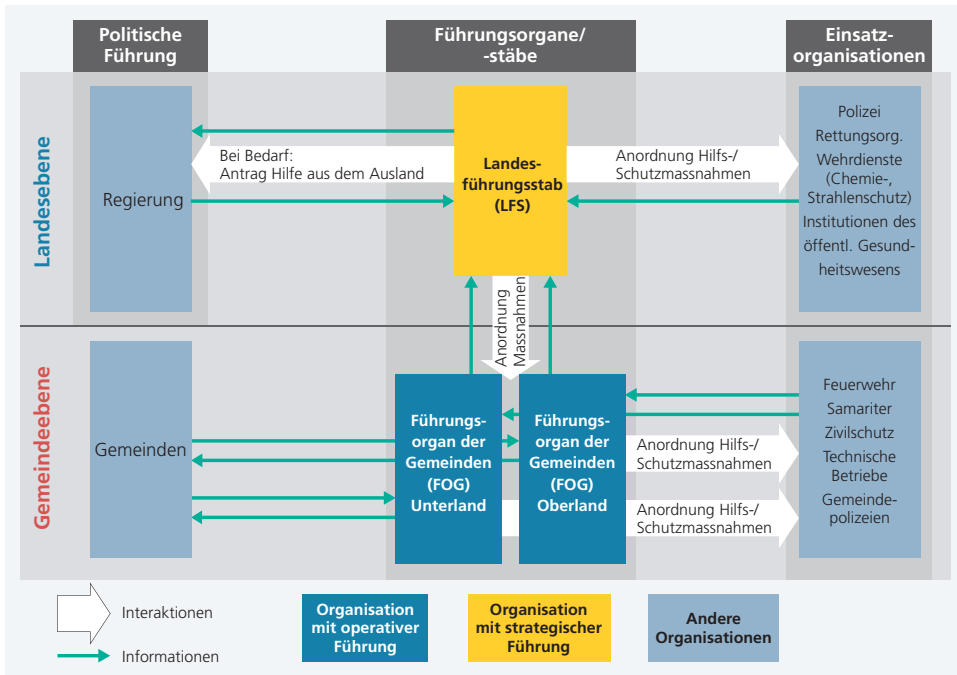 Politische
Führung
Führungsorgane/
-stäbe
Einsatz-
organisationen
Landesebene
Regierung
Bei Bedarf:
Antrag Hilfe aus dem Ausland
Landes-
führungsstab
(LFS)
Anordnung Hilfs-/
Schutzmassnahmen
Polizei
Rettungsorg.
Wehrdienste
(Chemie-,
Strahlenschutz)
Institutionen des
öffentl. Gesund-
heitswesens
Anordnung
Massnahmen
Gemeindeebene
Gemeinden
Führungs-
organ der
Gemeinden
(FOG)
Unterland
Führungs-
organ der
Gemeinden
(FOG)
Oberland
Anordnung Hilfs-/
Schutzmassnahmen
Anordnung Hilfs-/
Schutzmassnahmen
Feuerwehr
Samariter
Zivilschutz
Technische
Betriebe
Gemeinde-
polizeien
Interaktionen
Informationen
Organisation
mit operativer
Führung
Organisation
mit strategischer
Führung
Andere
Organisationen